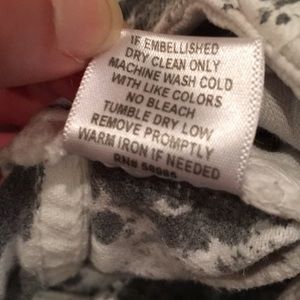 IF EMBELLISHED
DRY CLEAN ONLY
MACHINE WASH COLD
WITH LIKE COLORS
NO BLEACH
TUMBLE DRY LOW
REMOVE PROMPTLY
WARM IRON IF NEEDED
RN#